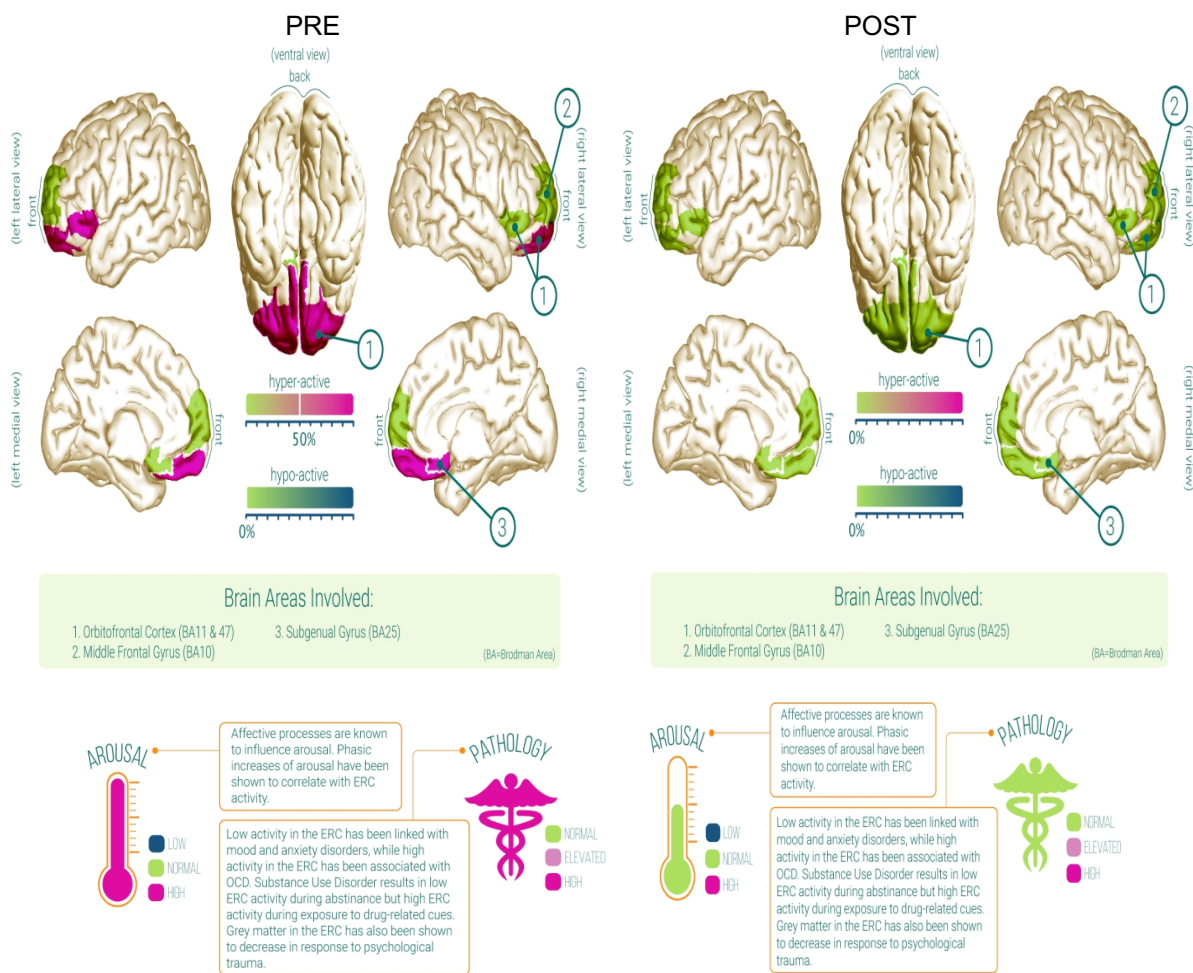 PRE
(ventral view)
back
2
(left lateral view)
front
(right lateral view)
front
1
1
hyper-active
50%
hypo-active
0%
(left medial view)
front
front
(right medial view)
3
Brain Areas Involved:
1. Orbitofrontal Cortex (BA11 & 47)
3. Subgenual Gyrus (BA25)
2. Middle Frontal Gyrus (BA10)
(BA=Brodman Area)
AROUSAL
Affective processes are known
to influence arousal. Phasic
increases of arousal have been
shown to correlate with ERC
activity.
PATHOLOGY
LOW
NORMAL
HIGH
Low activity in the ERC has been linked with
mood and anxiety disorders, while high
activity in the ERC has been associated with
OCD. Substance Use Disorder results in low
ERC activity during abstinance but high ERC
activity during exposure to drug-related cues.
Grey matter in the ERC has also been shown
to decrease in response to psychological
trauma.
NORMAL
ELEVATED
HIGH
POST
(ventral view)
back
2
(left lateral view)
front
(right lateral view)
front
1
1
hyper-active
0%
hypo-active
0%
(left medial view)
front
front
(right medial view)
3
Brain Areas Involved:
1. Orbitofrontal Cortex (BA11 & 47)
3. Subgenual Gyrus (BA25)
2. Middle Frontal Gyrus (BA10)
(BA=Brodman Area)
AROUSAL
Affective processes are known
to influence arousal. Phasic
increases of arousal have been
shown to correlate with ERC
activity.
PATHOLOGY
LOW
NORMAL
HIGH
Low activity in the ERC has been linked with
mood and anxiety disorders, while high
activity in the ERC has been associated with
OCD. Substance Use Disorder results in low
ERC activity during abstinance but high ERC
activity during exposure to drug-related cues.
Grey matter in the ERC has also been shown
to decrease in response to psychological
trauma.
NORMAL
ELEVATED
HIGH